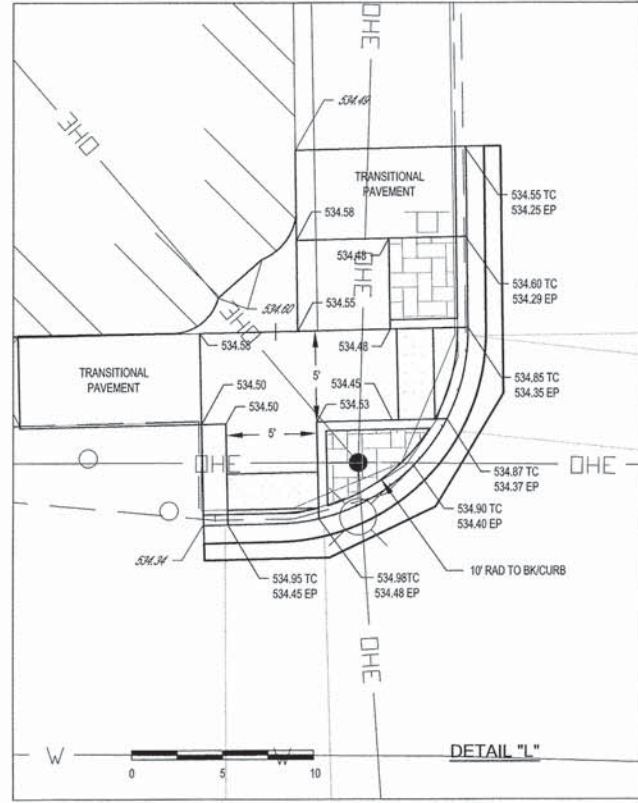 OHE
534.49
OHE
TRANSITIONAL
PAVEMENT
534.55 TC
534.25 EP
534.58
534.48
OHE
534.60 TC
534.29 EP
534.60
534.55
OHE
534.58
534.48
TRANSITIONAL
PAVEMENT
5'
534.85 TC
534.35 EP
534.50
534.50
534.45
534.53
5'
OHE
OHE
534.87 TC
534.37 EP
534.90 TC
534.40 EP
534.34
534.95 TC
534.45 EP
534.98TC
534.48 EP
10' RAD TO BK/CURB
OHE
W
W
DETAIL "L"
0 5 10